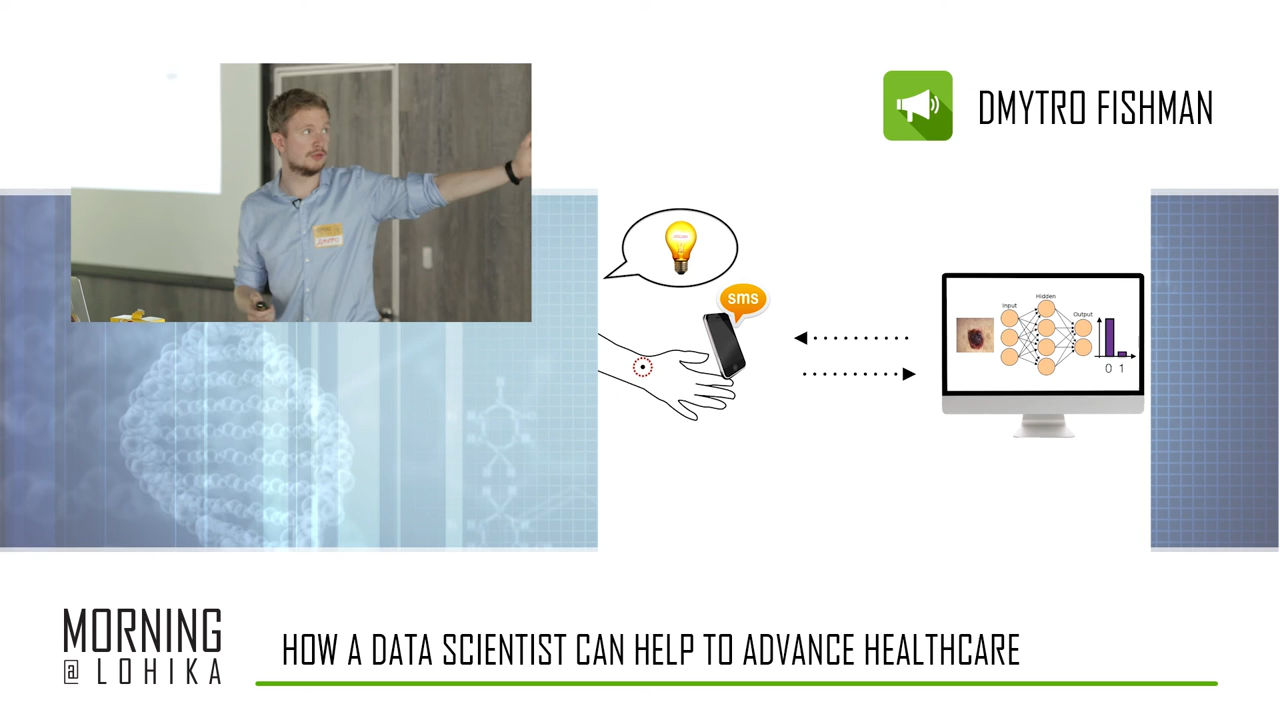 DMYTRO FISHMAN
sms
Input
Hidden
Output
0 1
MORNING
@ LOHIKA
HOW A DATA SCIENTIST CAN HELP TO ADVANCE HEALTHCARE